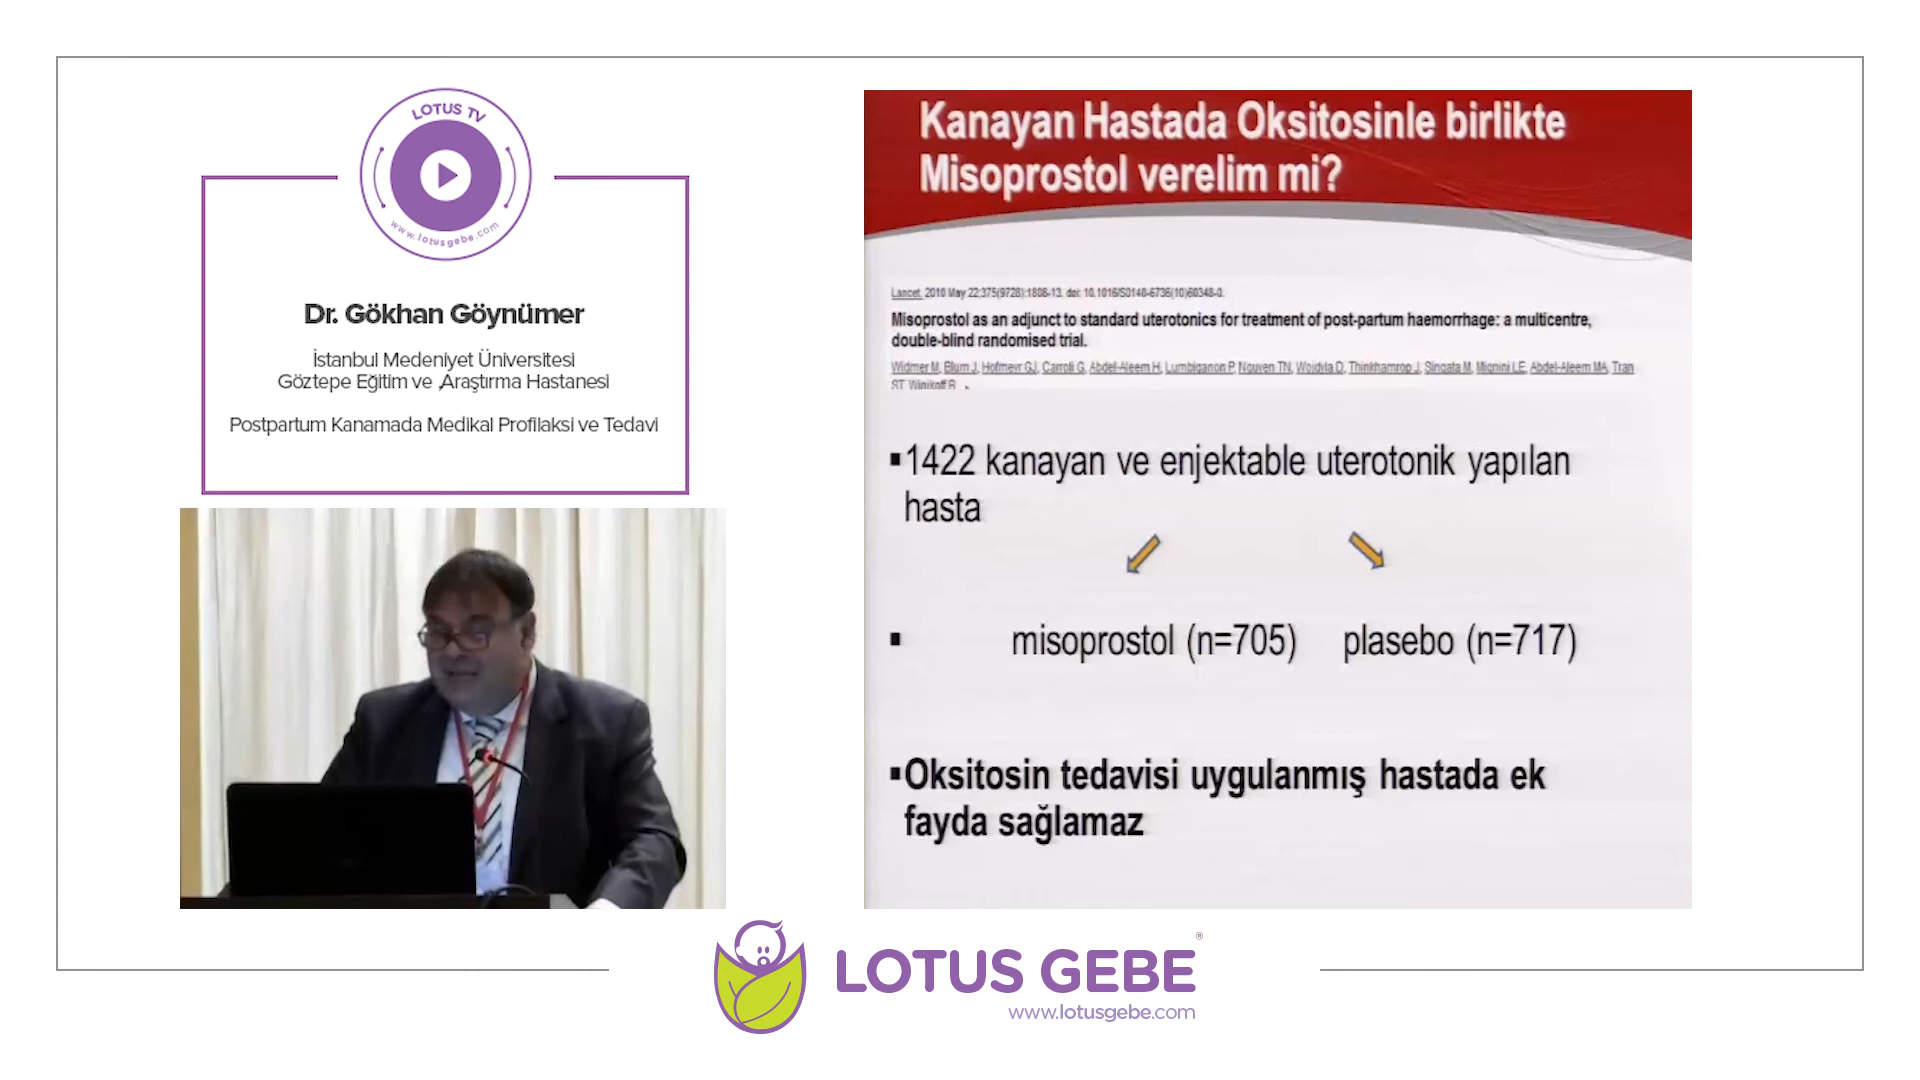 LOTUS TV
www.lotusgebe.com
Dr. Gökhan Göynümer
İstanbul Medeniyet Üniversitesi
Göztepe Eğitim ve Araştırma Hastanesi
Postpartum Kanamada Medikal Profilaksi ve Tedavi
Kanayan Hastada Oksitosinle birlikte
Misoprostol verelim mi?
Lancet. 2010 May 22;375(9728):1808-13. doi: 10.1016/S0140-6736(10)60348-0.
Misoprostol as an adjunct to standard uterotonics for treatment of post-partum haemorrhage: a multicentre,
double-blind randomised trial.
Widmer M, Blum J, Hofmeyr GJ, Carroli G, Abdel-Aleem H, Lumbiganon P, Nguyen TN, Wojdyla D, Thinkhamrop J, Singata M, Mignini LE, Abdel-Aleem MA, Tran
ST, Winikoff B.
▪1422 kanayan ve enjektable uterotonik yapılan
hasta
▪ misoprostol (n=705) plasebo (n=717)
▪Oksitosin tedavisi uygulanmış hastada ek
fayda sağlamaz
LOTUS GEBE®
www.lotusgebe.com